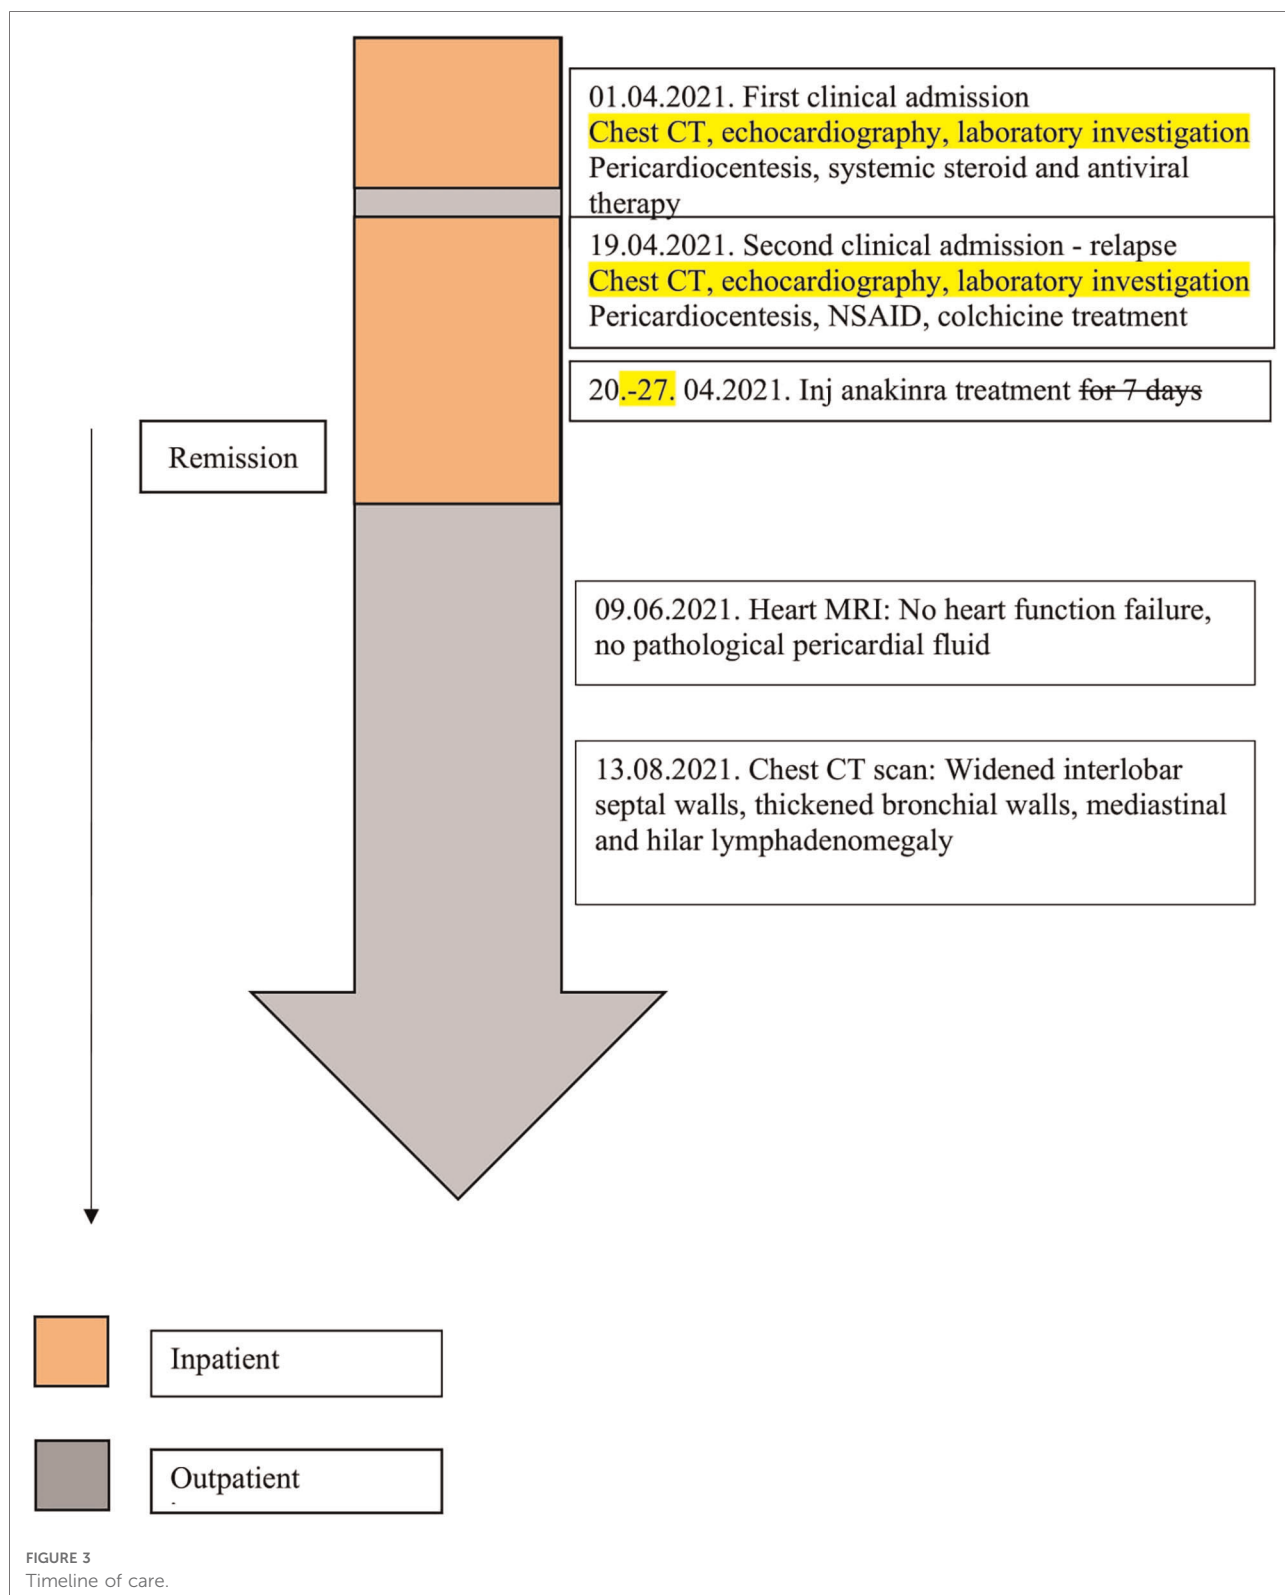 01.04.2021. First clinical admission
Chest CT, echocardiography, laboratory investigation
Pericardiocentesis, systemic steroid and antiviral
therapy
19.04.2021. Second clinical admission - relapse
Chest CT, echocardiography, laboratory investigation
Pericardiocentesis, NSAID, colchicine treatment
20.-27. 04.2021. Inj anakinra treatment for 7 days
Remission
09.06.2021. Heart MRI: No heart function failure,
no pathological pericardial fluid
13.08.2021. Chest CT scan: Widened interlobar
septal walls, thickened bronchial walls, mediastinal
and hilar lymphadenomegaly
Inpatient
Outpatient
FIGURE 3
Timeline of care.